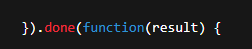 }).done(function(result) {